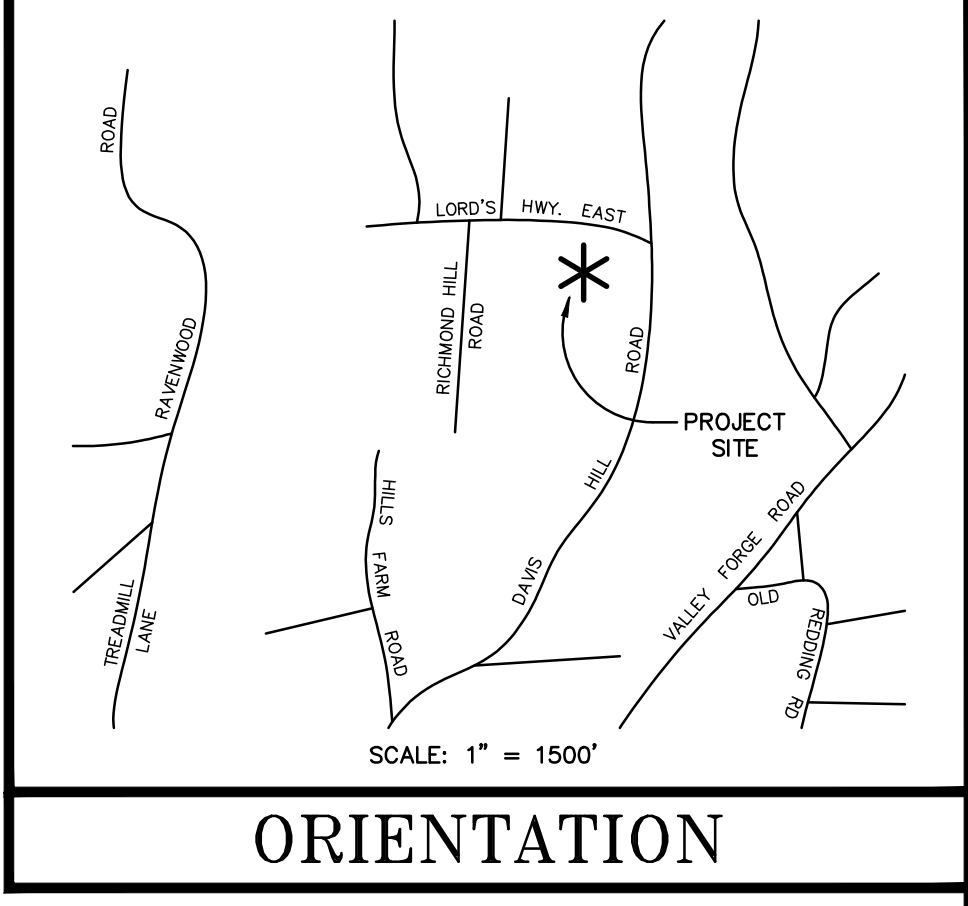 ROAD
RAVENWOOD
TREADMILL
LANE
LORD'S HWY. EAST
RICHMOND HILL
ROAD
HILLS FARM ROAD
DAVIS HILL ROAD
PROJECT
SITE
VALLEY FORGE ROAD
OLD REDDING RD
SCALE: 1" = 1500'
ORIENTATION